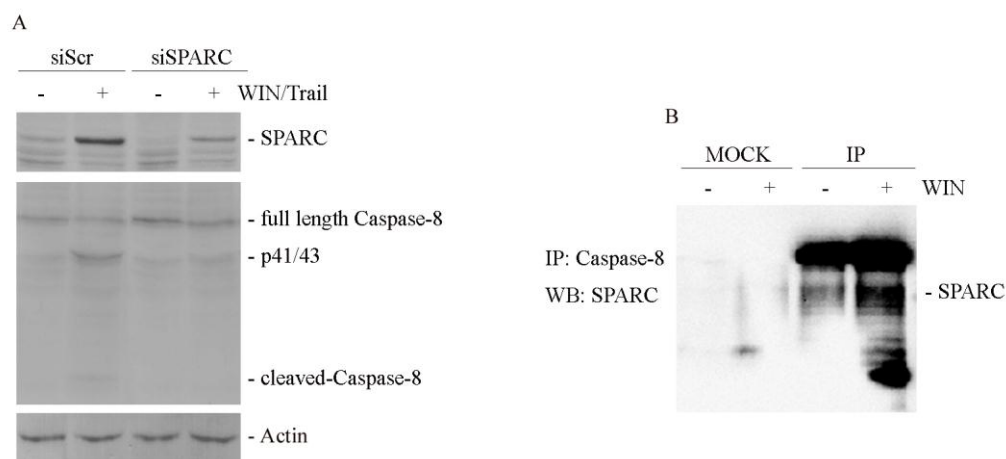 A
siScr siSPARC
- + - + WIN/Trail
- SPARC
- full length Caspase-8
- p41/43
- cleaved-Caspase-8
- Actin
B
MOCK IP
- + - + WIN
IP: Caspase-8
WB: SPARC - SPARC